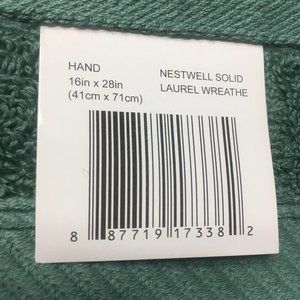 HAND
16in x 28in
(41cm x 71cm)
NESTWELL SOLID
LAUREL WREATHE
8 87719 17338 2